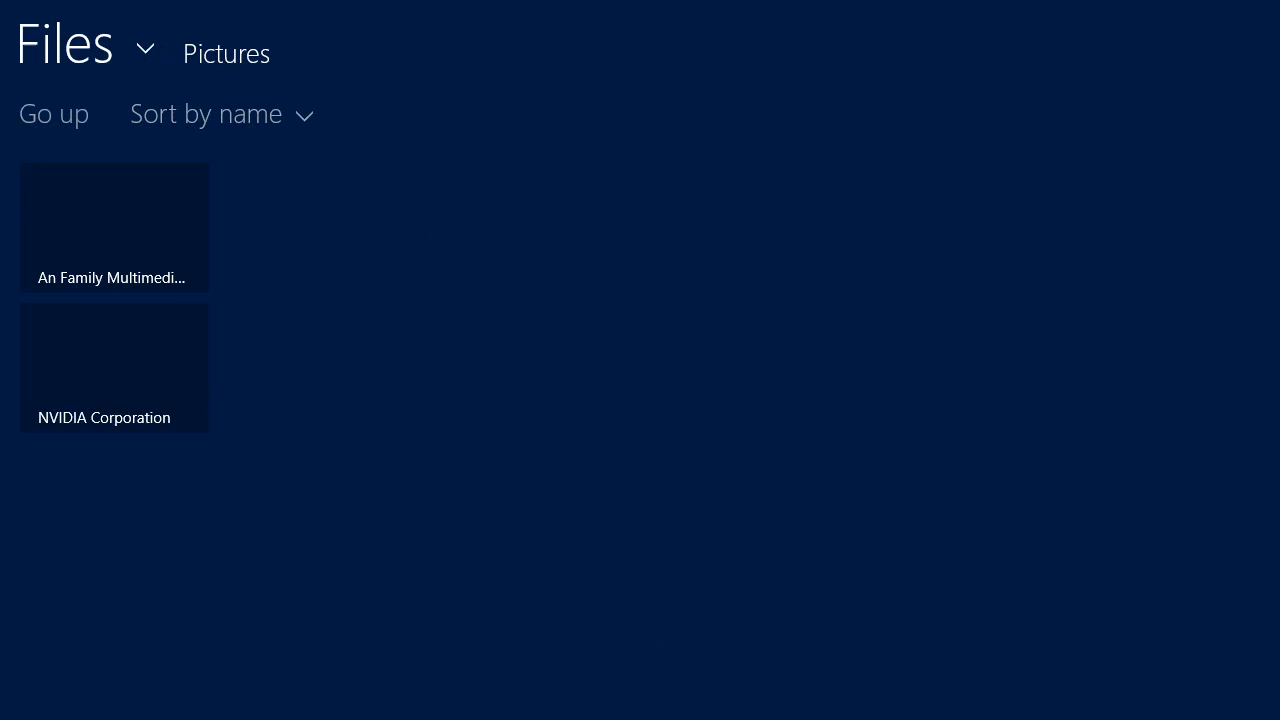 Files Pictures
Go up Sort by name
An Family Multimedi...
NVIDIA Corporation